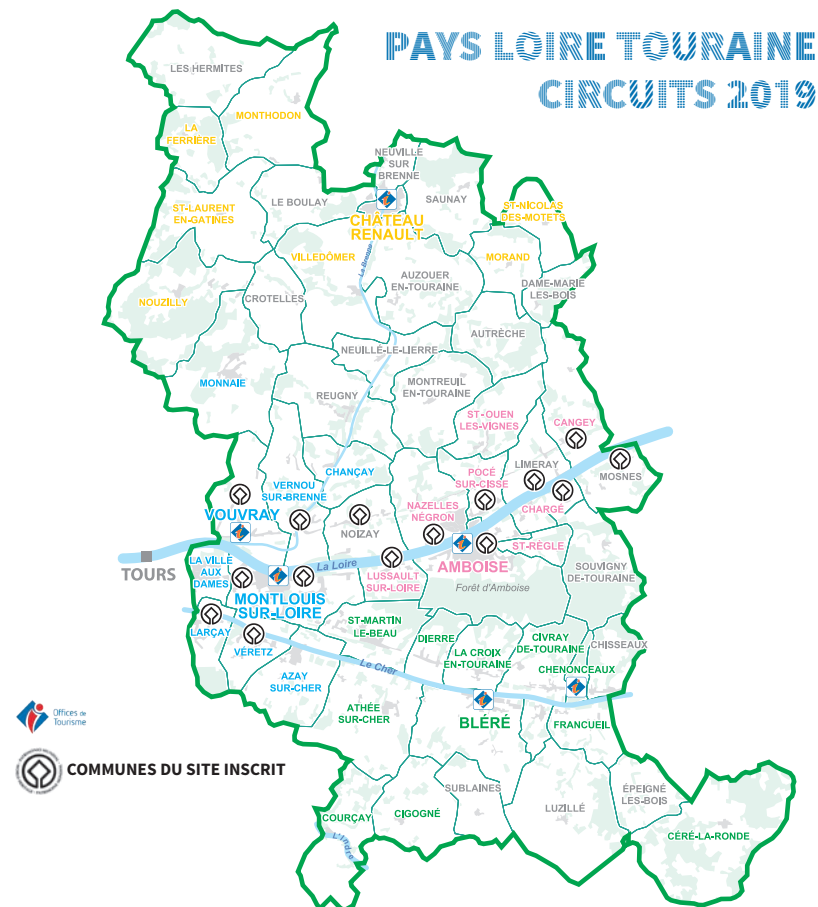 PAYS LOIRE TOURAINE
CIRCUITS 2019
LES HERMITES
MONTHODON
LA
FERRIÈRE
NEUVILLE
SUR
BRENNE
ST-LAURENT
EN-GATINES
LE BOULAY
SAUNAY
CHÂTEAU
RENAULT
ST-NICOLAS
DES-MOTETS
VILLEDÔMER
La Brenne
MORAND
AUZOUER
EN-TOURAINE
DAME-MARIE
LES-BOIS
NOUZILLY
CROTELLES
AUTRÈCHE
NEUILLÉ-LE-LIERRE
MONNAIE
REUGNY
MONTREUIL
EN-TOURAINE
ST-OUEN
LES-VIGNES
CANGEY
CHANÇAY
VERNOU
SUR-BRENNE
POCÉ
SUR-CISSE
LIMERAY
MOSNES
VOUVRAY
NOIZAY
NAZELLES
NÉGRON
CHARGÉ
ST-RÈGLE
TOURS
LA VILLE
AUX
DAMES
La Loire
LUSSAULT
SUR-LOIRE
AMBOISE
SOUVIGNY
DE-TOURAINE
Forêt d'Amboise
MONTLOUIS
SUR-LOIRE
ST-MARTIN
LE-BEAU
LARÇAY
VÉRETZ
DIERRE
LA CROIX
EN-TOURAINE
CIVRAY
DE-TOURAINE
CHISSEAUX
Le Cher
CHENONCEAUX
AZAY
SUR-CHER
ATHÉE
SUR-CHER
BLÉRÉ
FRANCUEIL
Offices de
Tourisme
COMMUNES DU SITE INSCRIT
SUBLAINES
ÉPEIGNÉ
LES-BOIS
LUZILLÉ
COURÇAY
CIGOGNÉ
L'Indre
CÉRÉ-LA-RONDE